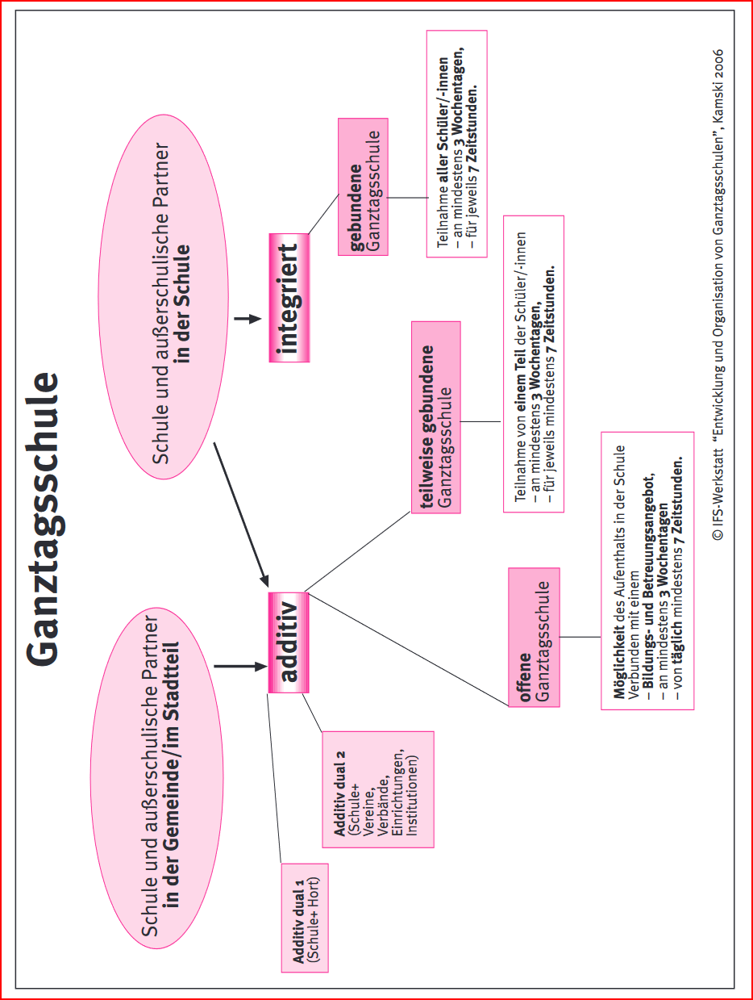 Ganztagsschule
Schule und außerschulische Partner
in der Gemeinde/im Stadtteil
Schule und außerschulische Partner
in der Schule
additiv
integriert
Additiv dual 1
(Schule+ Hort)
Additiv dual 2
(Schule+
Vereine,
Verbände,
Einrichtungen,
Institutionen)
offene
Ganztagsschule
teilweise gebundene
Ganztagsschule
gebundene
Ganztagsschule
Möglichkeit des Aufenthalts in der Schule
Verbunden mit einem
– Bildungs- und Betreuungsangebot,
– an mindestens 3 Wochentagen
– von täglich mindestens 7 Zeitstunden.
Teilnahme von einem Teil der Schüler/-innen
– an mindestens 3 Wochentagen,
– für jeweils mindestens 7 Zeitstunden.
Teilnahme aller Schüler/-innen
– an mindestens 3 Wochentagen,
– für jeweils 7 Zeitstunden.
© IFS-Werkstatt “Entwicklung und Organisation von Ganztagsschulen”, Kamski 2006